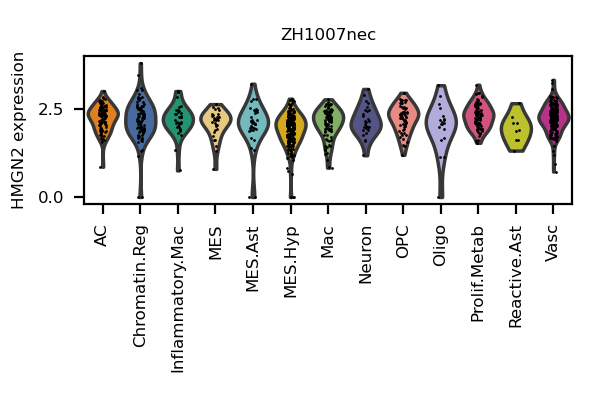 ZH1007nec
HMGN2 expression
2.5
0.0
AC
Chromatin.Reg
Inflammatory.Mac
MES
MES.Ast
MES.Hyp
Mac
Neuron
OPC
Oligo
Prolif.Metab
Reactive.Ast
Vasc